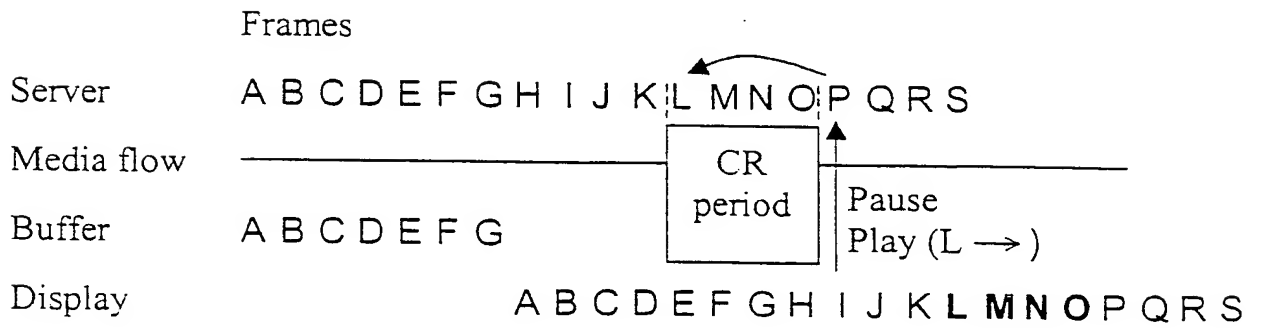 Frames
Server A B C D E F G H I J K L M N O P Q R S
Media flow
CR
period
Pause
Play (L → )
Buffer A B C D E F G
Display A B C D E F G H I J K L M N O P Q R S